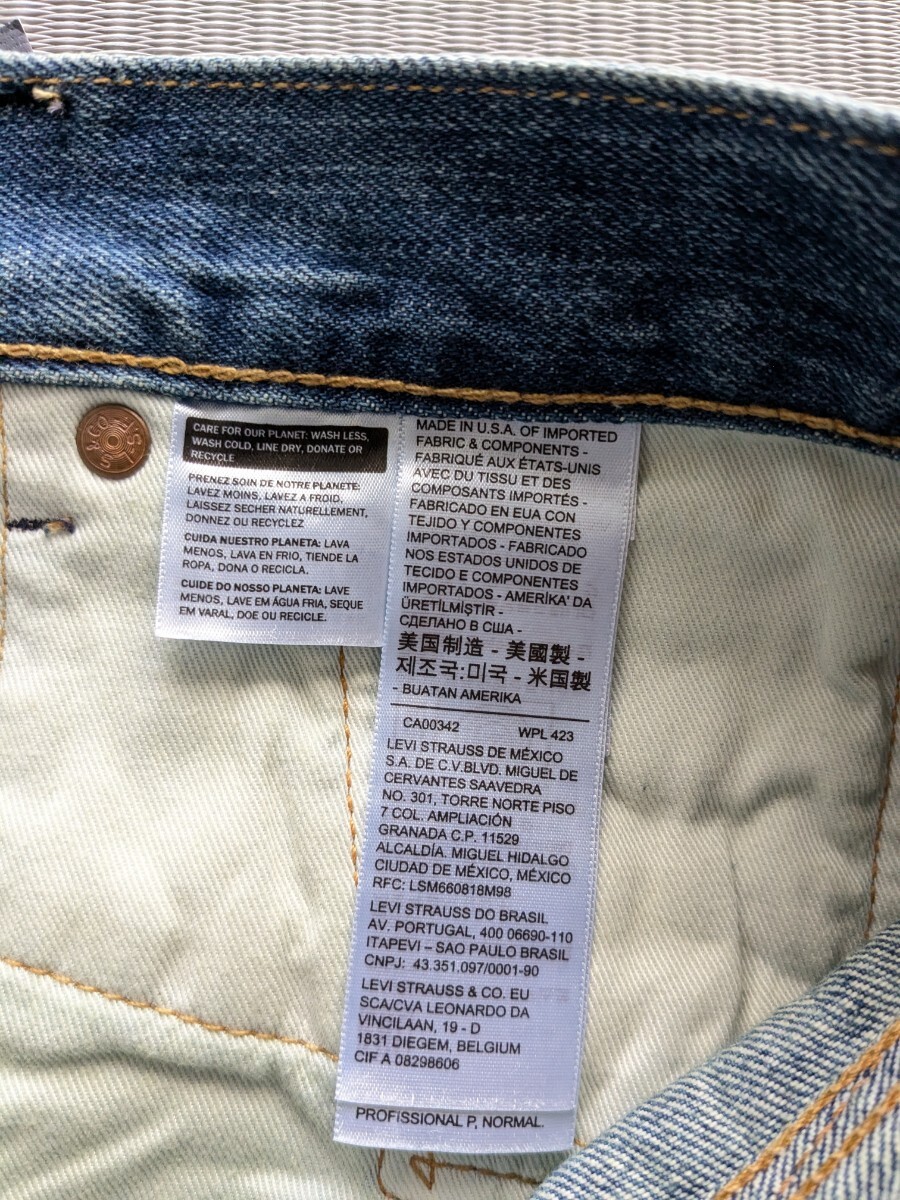 CARE FOR OUR PLANET: WASH LESS,
WASH COLD, LINE DRY, DONATE OR
RECYCLE
PRENEZ SOIN DE NOTRE PLANETE:
LAVEZ MOINS, LAVEZ A FROID,
LAISSEZ SECHER NATURELLEMENT,
DONNEZ OU RECYCLEZ
CUIDA NUESTRO PLANETA: LAVA
MENOS, LAVA EN FRIO, TIENDE LA
ROPA, DONA O RECICLA.
CUIDE DO NOSSO PLANETA: LAVE
MENOS, LAVE EM ÁGUA FRIA, SEQUE
EM VARAL, DOE OU RECICLE.
MADE IN U.S.A. OF IMPORTED
FABRIC & COMPONENTS -
FABRIQUÉ AUX ÉTATS-UNIS
AVEC DU TISSU ET DES
COMPOSANTS IMPORTÉS -
FABRICADO EN EUA CON
TEJIDO Y COMPONENTES
IMPORTADOS - FABRICADO
NOS ESTADOS UNIDOS DE
TECIDO E COMPONENTES
IMPORTADOS - AMERİKA' DA
ÜRETİLMİŞTİR -
СДЕЛАНО В США -
美国制造 - 美國製 -
제조국:미국 - 米国製
- BUATAN AMERIKA
CA00342 WPL 423
LEVI STRAUSS DE MÉXICO
S.A. DE C.V.BLVD. MIGUEL DE
CERVANTES SAAVEDRA
NO. 301, TORRE NORTE PISO
7 COL. AMPLIACIÓN
GRANADA C.P. 11529
ALCALDÍA. MIGUEL HIDALGO
CIUDAD DE MÉXICO, MÉXICO
RFC: LSM660818M98
LEVI STRAUSS DO BRASIL
AV. PORTUGAL, 400 06690-110
ITAPEVI – SAO PAULO BRASIL
CNPJ: 43.351.097/0001-90
LEVI STRAUSS & CO. EU
SCA/CVA LEONARDO DA
VINCILAAN, 19 - D
1831 DIEGEM, BELGIUM
CIF A 08298606
PROFISSIONAL P, NORMAL.